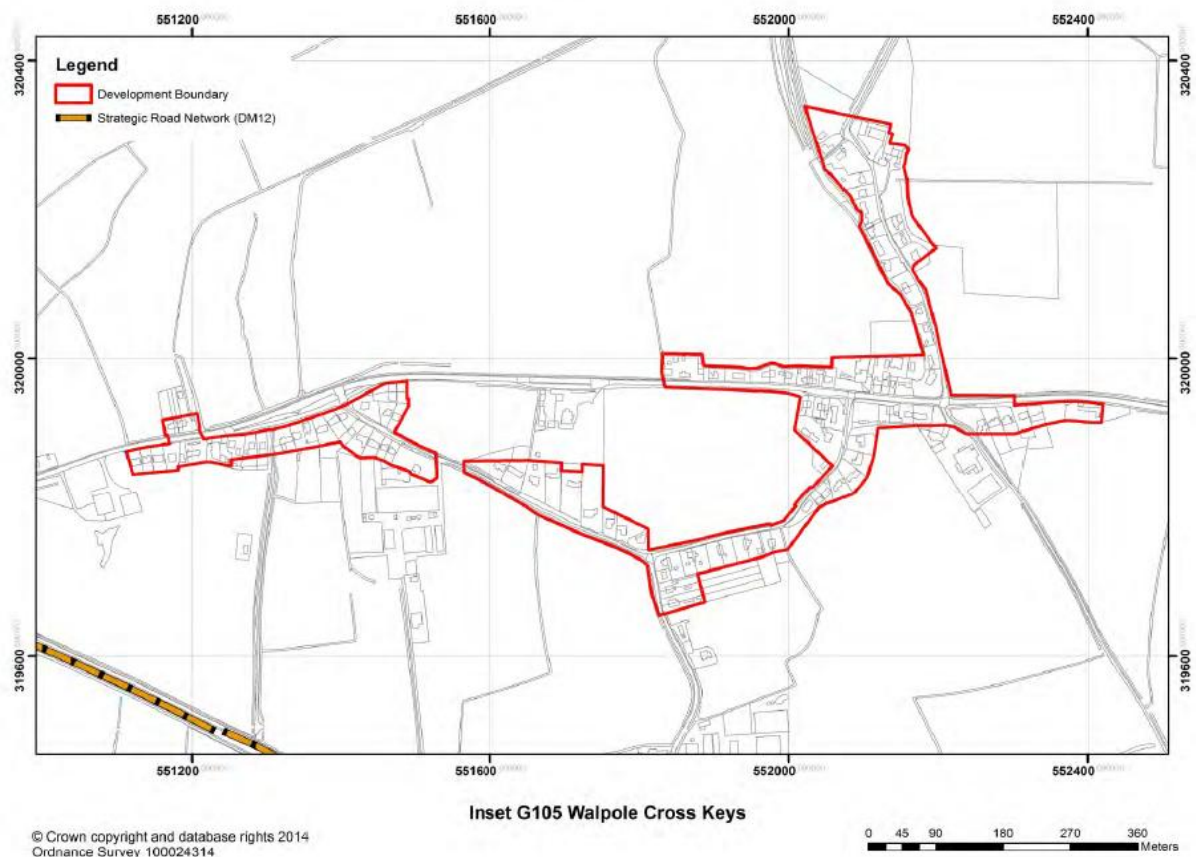 551200
551600
552000
552400
320400
320400
Legend
Development Boundary
Strategic Road Network (DM12)
320000
320000
319600
319600
551200
551600
552000
552400
Inset G105 Walpole Cross Keys
© Crown copyright and database rights 2014
Ordnance Survey 100024314
0 45 90 180 270 360
Meters